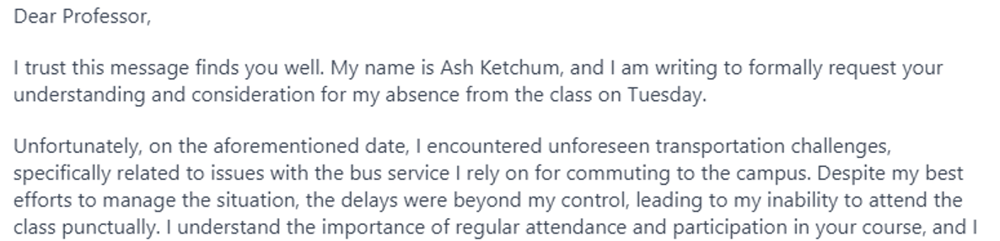 Dear Professor,
I trust this message finds you well. My name is Ash Ketchum, and I am writing to formally request your
understanding and consideration for my absence from the class on Tuesday.
Unfortunately, on the aforementioned date, I encountered unforeseen transportation challenges,
specifically related to issues with the bus service I rely on for commuting to the campus. Despite my best
efforts to manage the situation, the delays were beyond my control, leading to my inability to attend the
class punctually. I understand the importance of regular attendance and participation in your course, and I